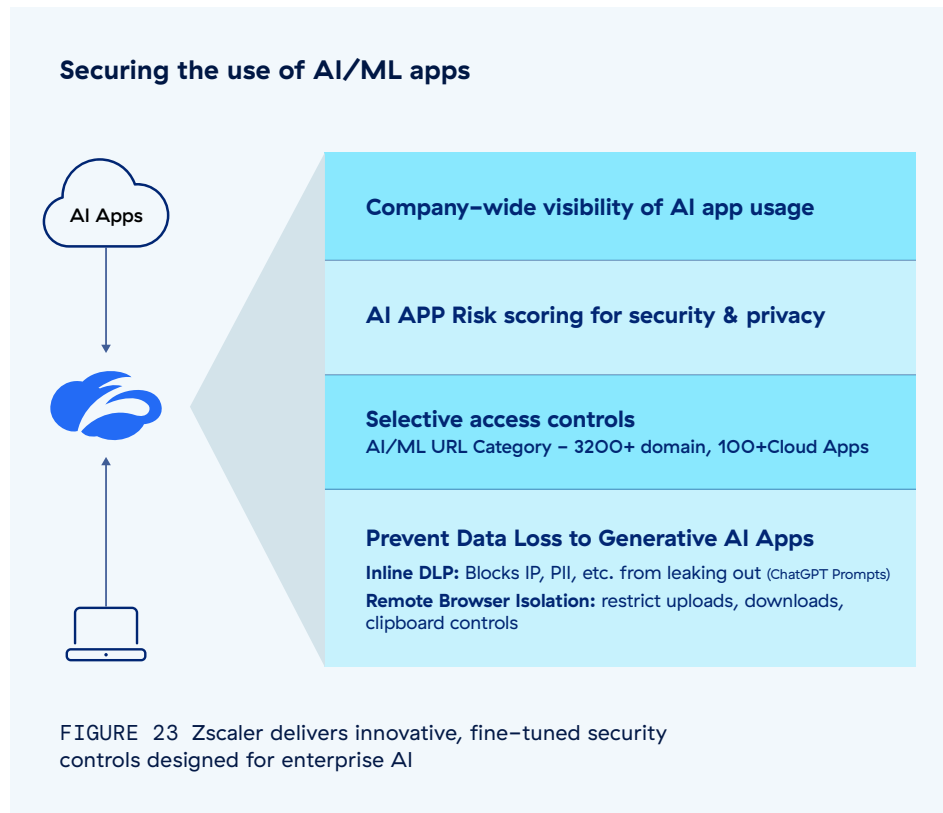 Securing the use of AI/ML apps
AI Apps
Company-wide visibility of AI app usage
AI APP Risk scoring for security & privacy
Selective access controls
AI/ML URL Category – 3200+ domain, 100+Cloud Apps
Prevent Data Loss to Generative AI Apps
Inline DLP: Blocks IP, PII, etc. from leaking out (ChatGPT Prompts)
Remote Browser Isolation: restrict uploads, downloads,
clipboard controls
FIGURE 23 Zscaler delivers innovative, fine-tuned security
controls designed for enterprise AI